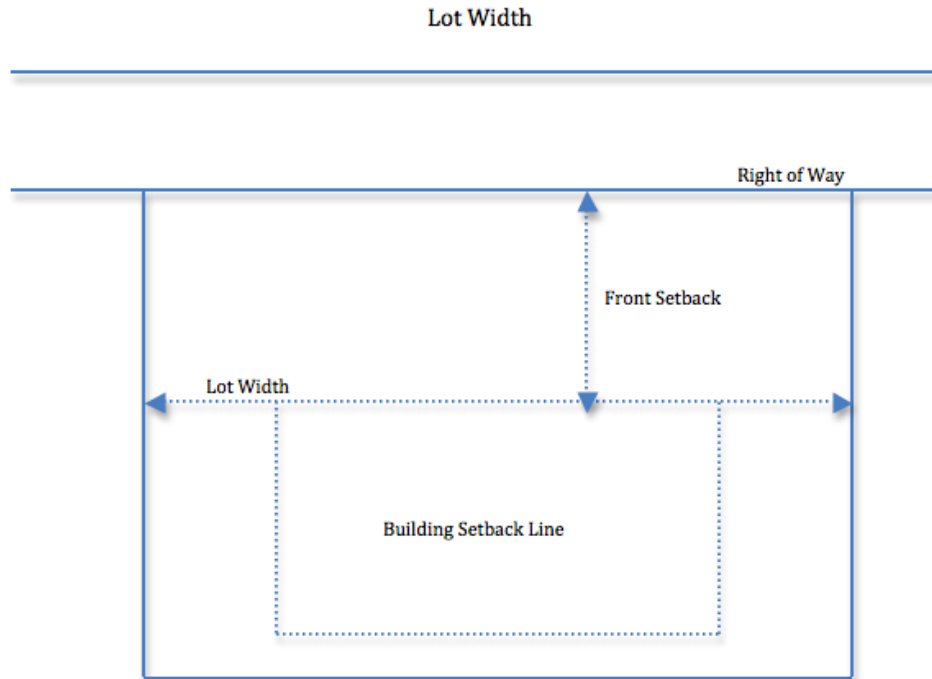 Lot Width
Right of Way
Front Setback
Lot Width
Building Setback Line